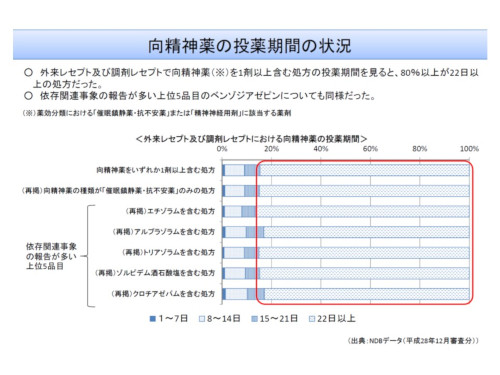 向精神薬の投薬期間の状況
○ 外来レセプト及び調剤レセプトで向精神薬(※)を1剤以上含む処方の投薬期間を見ると、80%以上が22日以
上の処方だった。
○ 依存関連事象の報告が多い上位5品目のベンゾジアゼピンについても同様だった。
(※)薬効分類における「催眠鎮静薬・抗不安薬」または「精神神経用剤」に該当する薬剤
<外来レセプト及び調剤レセプトにおける向精神薬の投薬期間>
0% 20% 40% 60% 80% 100%
向精神薬をいずれか1剤以上含む処方
(再掲)向精神薬の種類が「催眠鎮静薬・抗不安薬」のみの処方
(再掲)エチゾラムを含む処方
(再掲)アルプラゾラムを含む処方
(再掲)トリアゾラムを含む処方
(再掲)ゾルピデム酒石酸塩を含む処方
(再掲)クロチアゼパムを含む処方
依存関連事象
の報告が多い
上位5品目
1~7日 8~14日 15~21日 22日以上
(出典:NDBデータ(平成28年12月審査分))